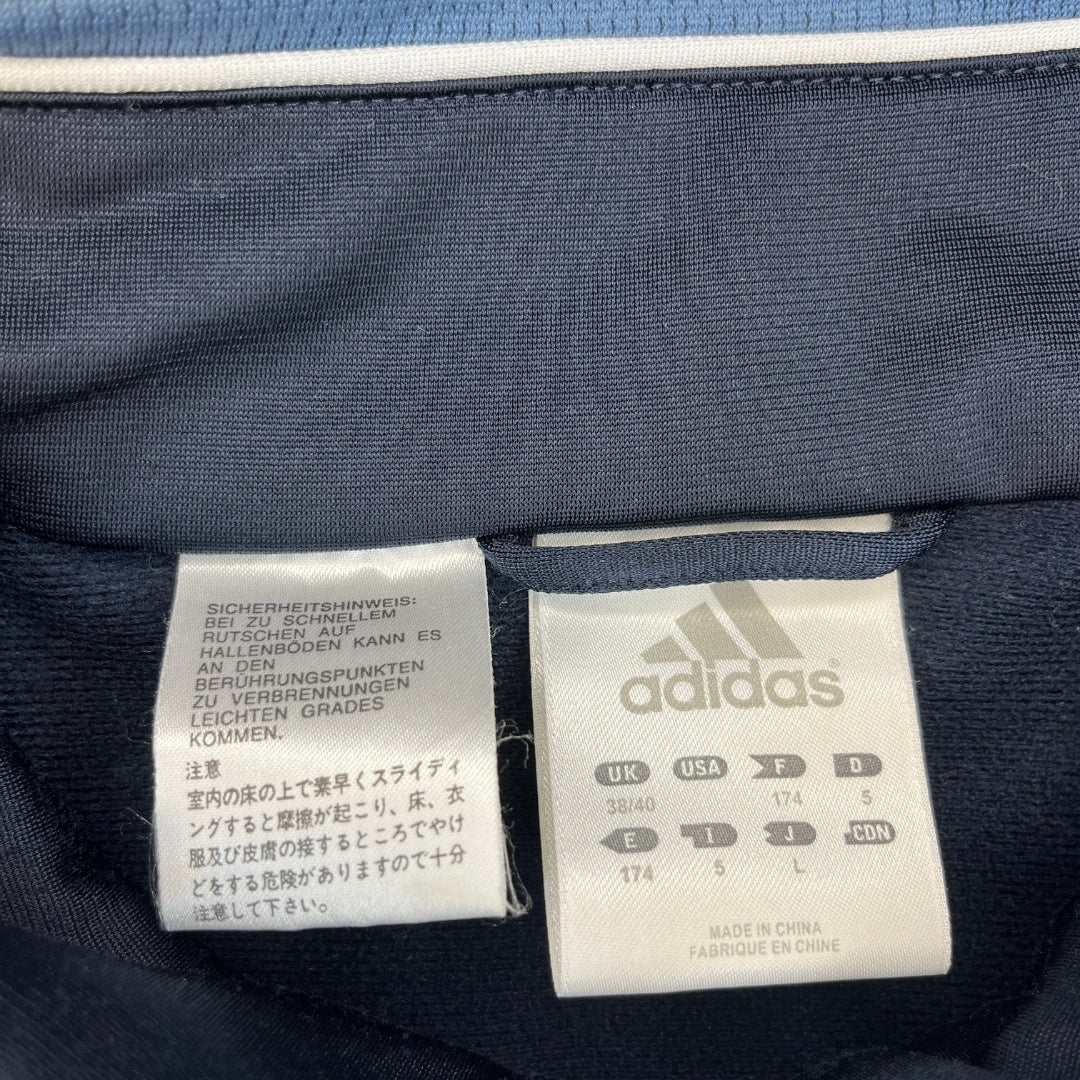 SICHERHEITSHINWEIS:
BEI ZU SCHNELLEM
RUTSCHEN AUF
HALLENBÖDEN KANN ES
AN DEN
BERÜHRUNGSPUNKTEN
ZU VERBRENNUNGEN
LEICHTEN GRADES
KOMMEN.
注意
室内の床の上で素早くスライディ
ングすると摩擦が起こり、床、衣
服及び皮膚の接するところでやけ
どをする危険がありますので十分
注意して下さい。
adidas
UK USA F D
38/40 174 5
E I J CDN
174 5 L
MADE IN CHINA
FABRIQUE EN CHINE